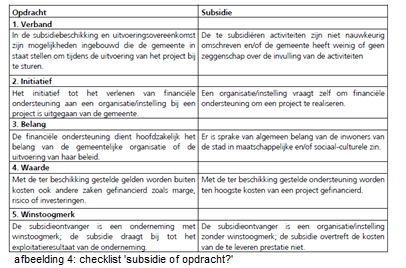 Opdracht Subsidie
1. Verband
In de subsidiebeschikking en uitvoeringsovereenkomst
zijn mogelijkheden ingebouwd die de gemeente in
staat stellen om tijdens de uitvoering van het project bij
te sturen.
De te subsidiëren activiteiten zijn niet nauwkeurig
omschreven en/of de gemeente heeft weinig of geen
zeggenschap over de invulling van de activiteiten
2. Initiatief
Het initiatief tot het verlenen van financiële
ondersteuning aan een organisatie/instelling bij een
project is uitgegaan van de gemeente.
Een organisatie/instelling vraagt zelf om financiële
ondersteuning om een project te realiseren.
3. Belang
De financiële ondersteuning dient hoofdzakelijk het
belang van de gemeentelijke organisatie of de
uitvoering van haar beleid.
Er is sprake van algemeen belang van de inwoners van
de stad in maatschappelijke en/of sociaal-culturele zin.
4. Waarde
Met de ter beschikking gestelde gelden worden buiten
kosten ook andere zaken gefinancierd zoals marge,
risico of investeringen.
Met de ter beschikking gestelde ondersteuning worden
ten hoogste kosten van een project gefinancierd.
5. Winstoogmerk
De subsidieontvanger is een onderneming met
winstoogmerk; de subsidie draagt bij tot het
exploitatieresultaat van de onderneming.
De subsidieontvanger is een organisatie/instelling
zonder winstoogmerk; de subsidie overtreft de kosten
van de te leveren prestatie niet.
afbeelding 4: checklist 'subsidie of opdracht?'